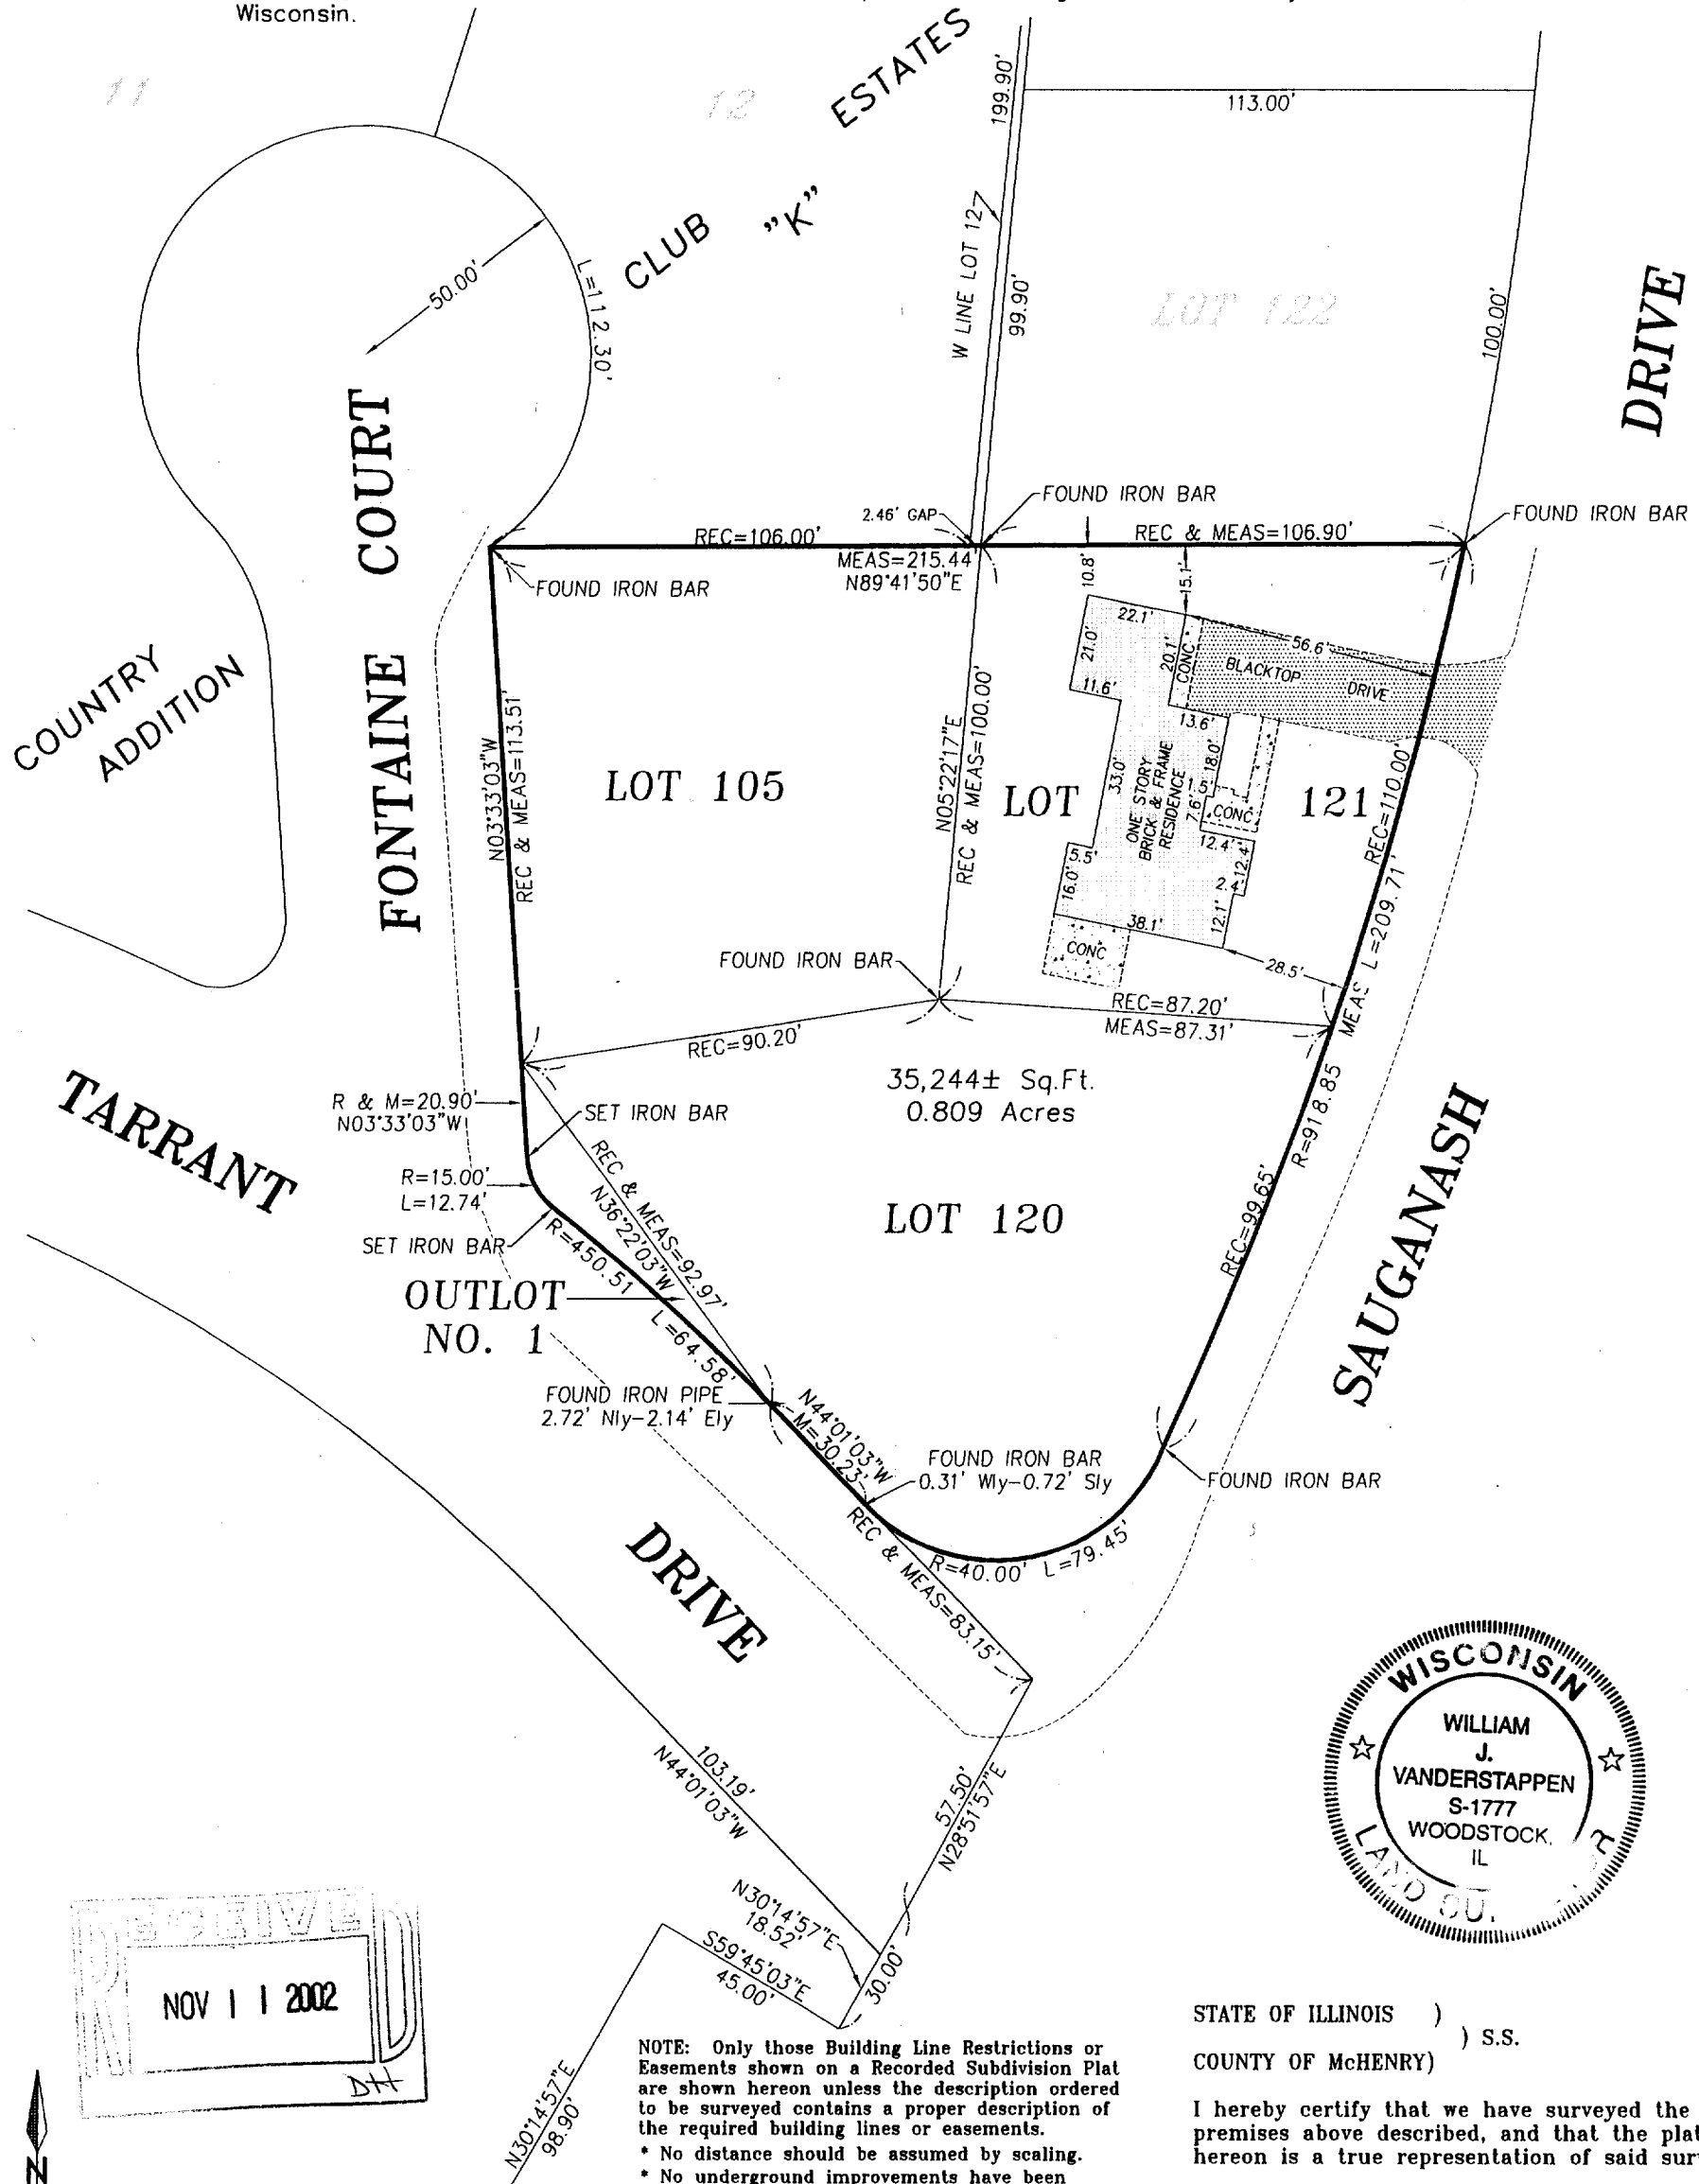 Wisconsin.
11
12
ESTATES
CLUB "K"
199.90'
113.00'
W LINE LOT 12
99.90'
LOT 122
100.00'
DRIVE
50.00'
L=112.30'
FONTAINE COURT
COUNTRY
ADDITION
2.46' GAP
FOUND IRON BAR
FOUND IRON BAR
REC=106.00'
REC & MEAS=106.90'
MEAS=215.44
N89°41'50"E
FOUND IRON BAR
10.8'
15.1'
22.1'
21.0'
20.1'
CONC
56.6'
BLACKTOP DRIVE
11.6'
13.6'
N03°33'03"W
REC & MEAS=113.51'
LOT 105
N05°22'17"E
REC & MEAS=100.00'
LOT 121
33.0'
ONE STORY
BRICK & FRAME
RESIDENCE
18.0'
1.5'
7.6'
CONC
12.4'
12.4'
5.5'
16.0'
2.4'
12.1'
38.1'
CONC
28.5'
REC=110.00'
MEAS L=209.71'
R=918.85
FOUND IRON BAR
REC=87.20'
MEAS=87.31'
REC=90.20'
35,244± Sq.Ft.
0.809 Acres
TARRANT
R & M=20.90'
N03°33'03"W
SET IRON BAR
R=15.00'
L=12.74'
SET IRON BAR
REC & MEAS=92.97'
N36°22'03"W
R=450.51
L=64.58'
LOT 120
REC=99.65'
SAUGANASH
OUTLOT
NO. 1
FOUND IRON PIPE
2.72' Nly-2.14' Ely
N44°01'03"W
M=30.23'
FOUND IRON BAR
0.31' Wly-0.72' Sly
FOUND IRON BAR
REC & MEAS=83.15'
R=40.00' L=79.45'
DRIVE
103.19'
N44°01'03"W
57.50'
N28°51'57"E
N30°14'57"E
18.52'
S59°45'03"E
45.00'
30.00'
N30°14'57"E
98.90'
WISCONSIN
WILLIAM
J.
VANDERSTAPPEN
S-1777
WOODSTOCK,
IL
LAND SU. R
RECEIVED
NOV 11 2002
DH
N
NOTE: Only those Building Line Restrictions or
Easements shown on a Recorded Subdivision Plat
are shown hereon unless the description ordered
to be surveyed contains a proper description of
the required building lines or easements.
* No distance should be assumed by scaling.
* No underground improvements have been
STATE OF ILLINOIS )
) S.S.
COUNTY OF McHENRY)
I hereby certify that we have surveyed the
premises above described, and that the plat
hereon is a true representation of said sur